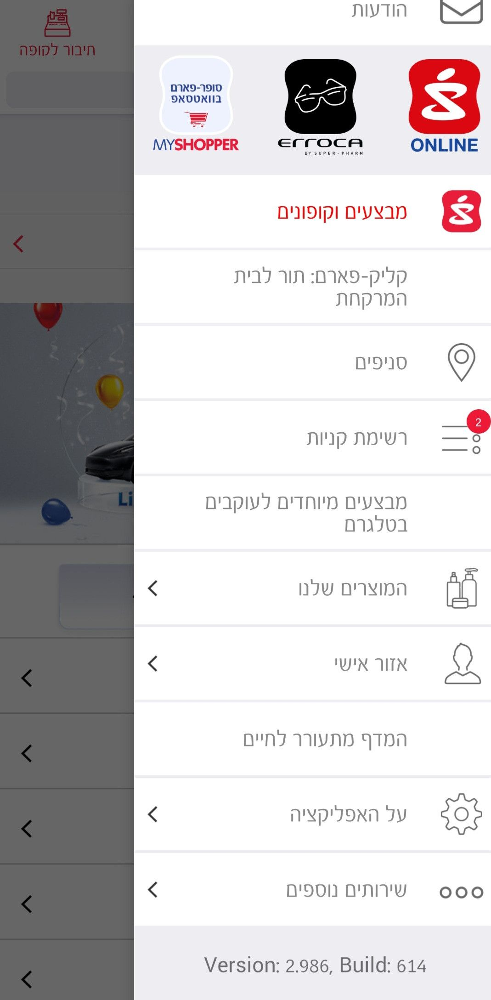 הודעות
חיבור לקופה
ONLINE
erroca
BY SUPER-PHARM
סופר-פארם
בוואטסאפ
MYSHOPPER
מבצעים וקופונים
קליק-פארם: תור לבית
המרקחת
סניפים
2
רשימת קניות
מבצעים מיוחדים לעוקבים
בטלגרם
Li
המוצרים שלנו
אזור אישי
המדף מתעורר לחיים
על האפליקציה
שירותים נוספים
Version: 2.986, Build: 614